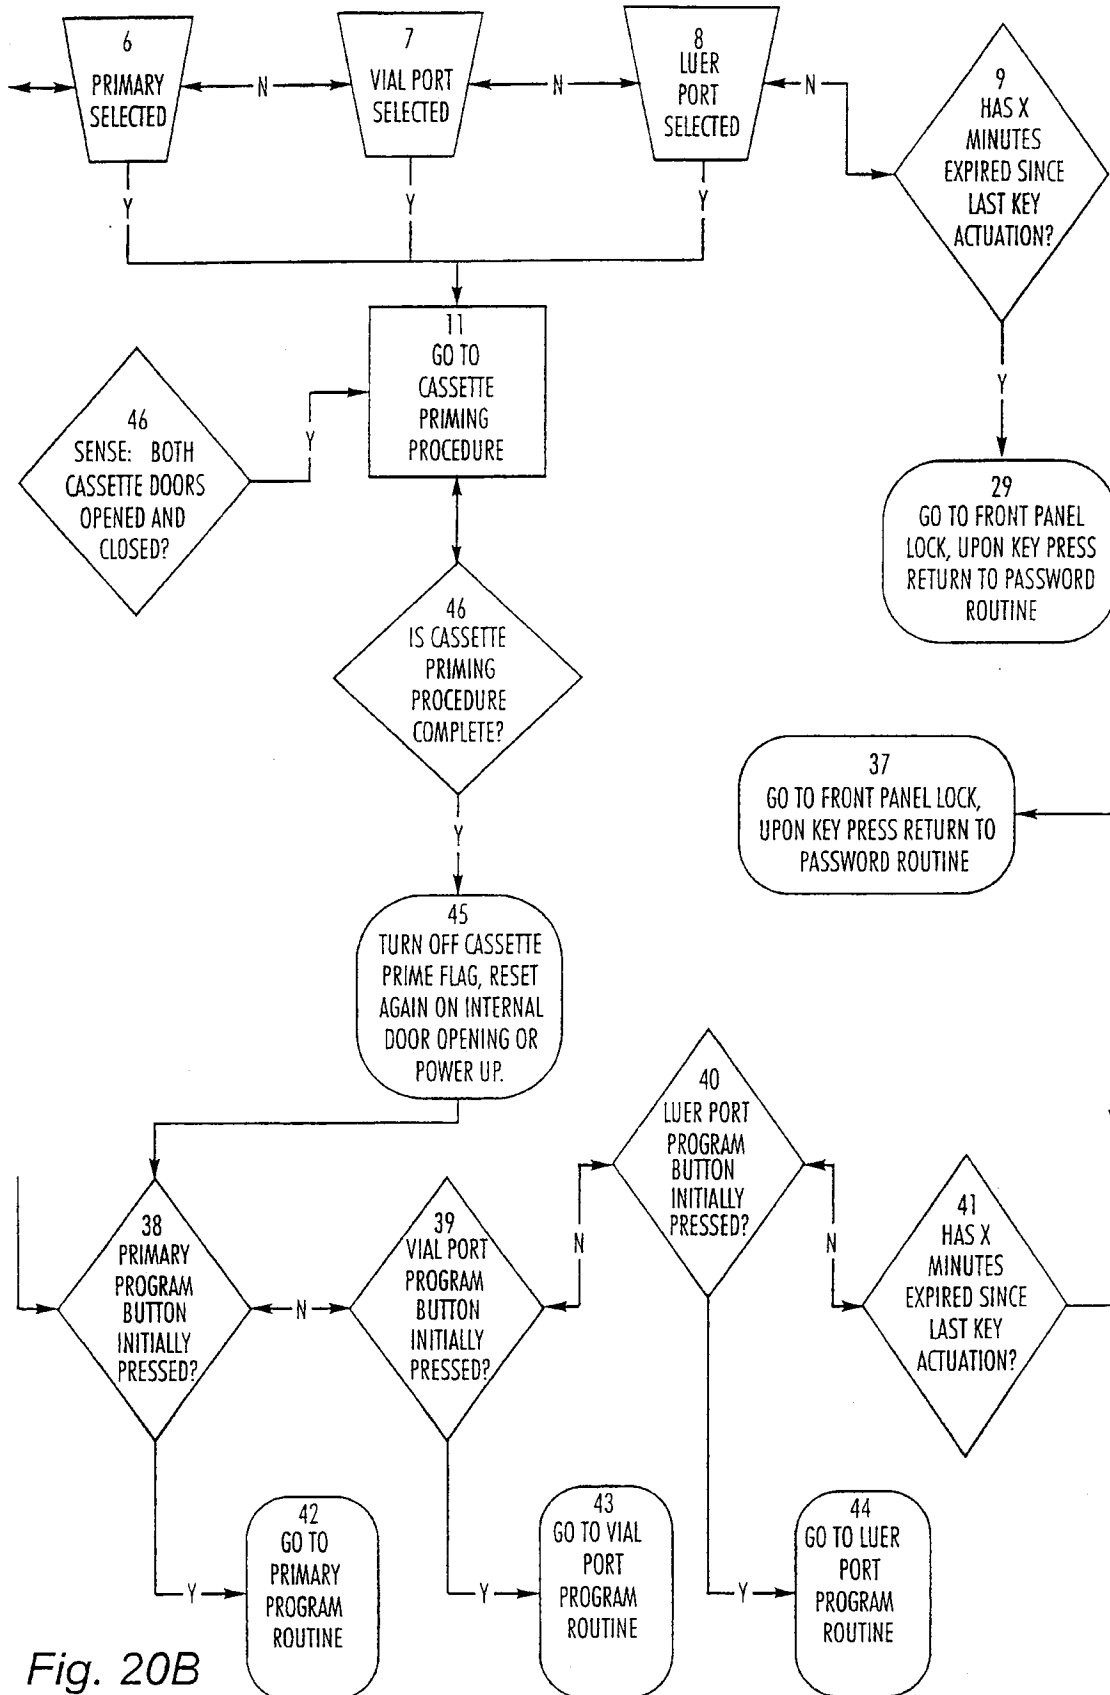 6
PRIMARY
SELECTED
N
7
VIAL PORT
SELECTED
N
8
LUER
PORT
SELECTED
N
9
HAS X
MINUTES
EXPIRED SINCE
LAST KEY
ACTUATION?
Y
Y
Y
Y
11
GO TO
CASSETTE
PRIMING
PROCEDURE
46
SENSE: BOTH
CASSETTE DOORS
OPENED AND
CLOSED?
Y
29
GO TO FRONT PANEL
LOCK, UPON KEY PRESS
RETURN TO PASSWORD
ROUTINE
46
IS CASSETTE
PRIMING
PROCEDURE
COMPLETE?
Y
37
GO TO FRONT PANEL LOCK,
UPON KEY PRESS RETURN TO
PASSWORD ROUTINE
45
TURN OFF CASSETTE
PRIME FLAG, RESET
AGAIN ON INTERNAL
DOOR OPENING OR
POWER UP.
38
PRIMARY
PROGRAM
BUTTON
INITIALLY
PRESSED?
N
39
VIAL PORT
PROGRAM
BUTTON
INITIALLY
PRESSED?
N
40
LUER PORT
PROGRAM
BUTTON
INITIALLY
PRESSED?
N
41
HAS X
MINUTES
EXPIRED SINCE
LAST KEY
ACTUATION?
Y
42
GO TO
PRIMARY
PROGRAM
ROUTINE
Y
43
GO TO VIAL
PORT
PROGRAM
ROUTINE
Y
44
GO TO LUER
PORT
PROGRAM
ROUTINE
Fig. 20B